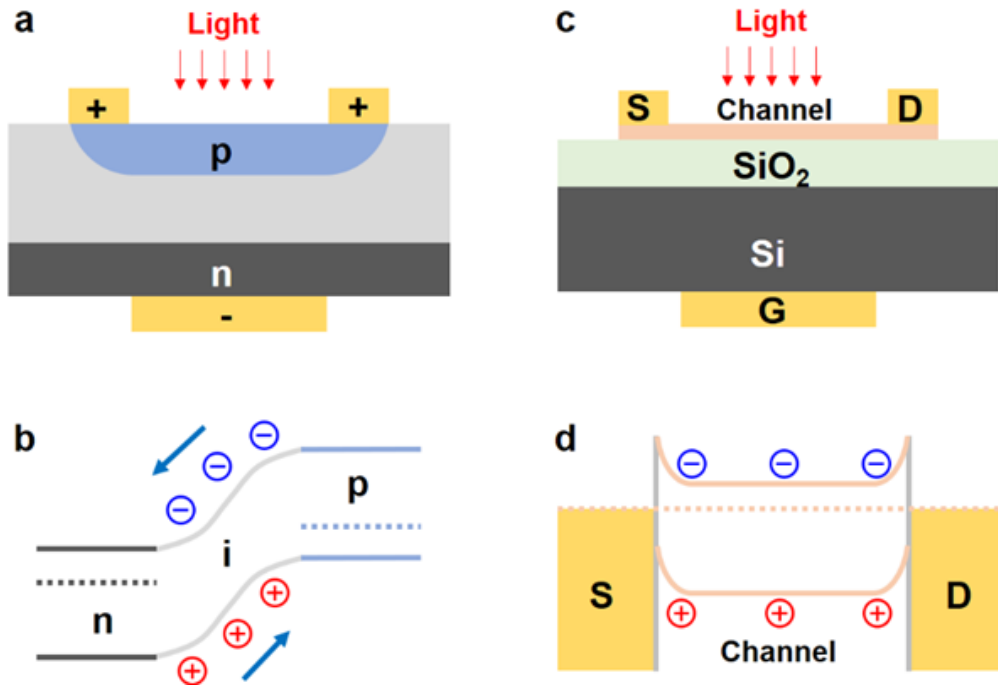 a
Light
+ +
p
n
-
c
Light
S Channel D
SiO₂
Si
G
b
− − −
p
i
n
+ + +
d
− − −
S D
+ + +
Channel